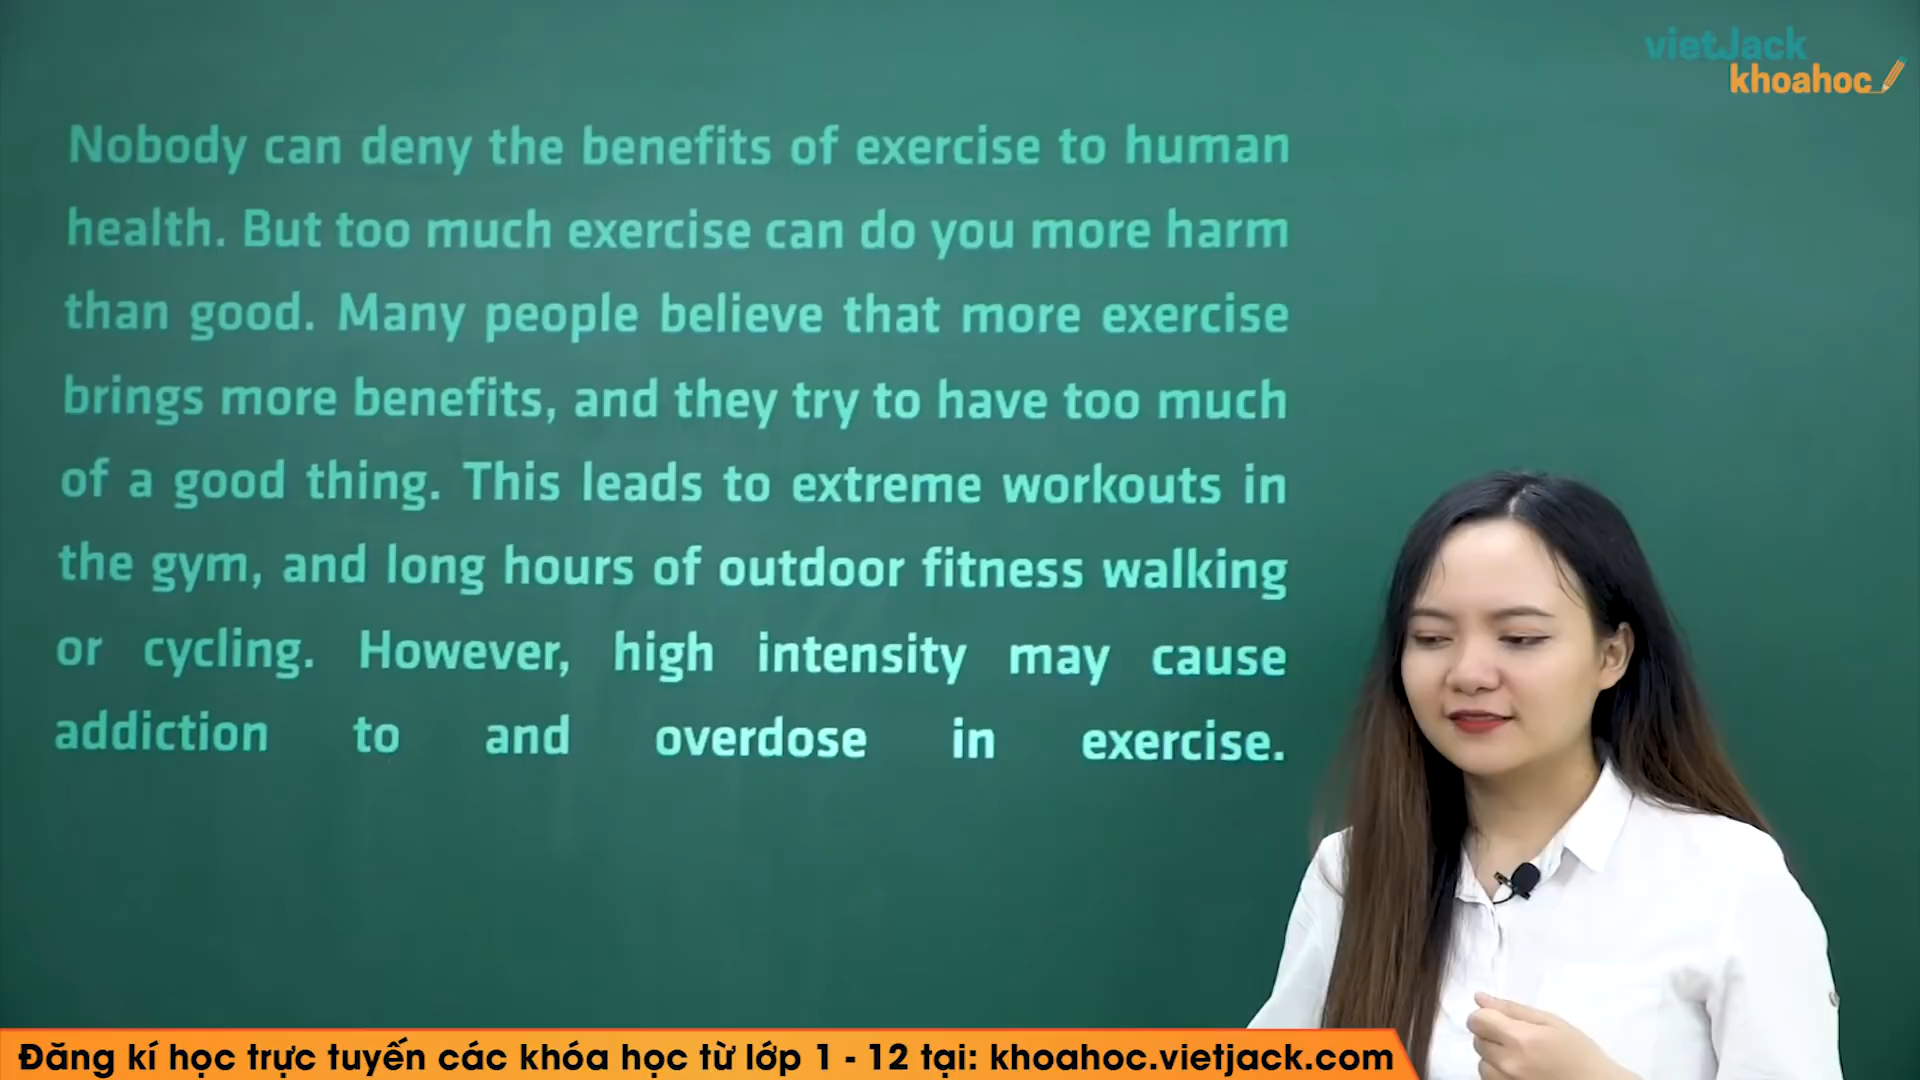 vietJack
khoahoc
Nobody can deny the benefits of exercise to human
health. But too much exercise can do you more harm
than good. Many people believe that more exercise
brings more benefits, and they try to have too much
of a good thing. This leads to extreme workouts in
the gym, and long hours of outdoor fitness walking
or cycling. However, high intensity may cause
addiction to and overdose in exercise.
Đăng kí học trực tuyến các khóa học từ lớp 1 - 12 tại: khoahoc.vietjack.com